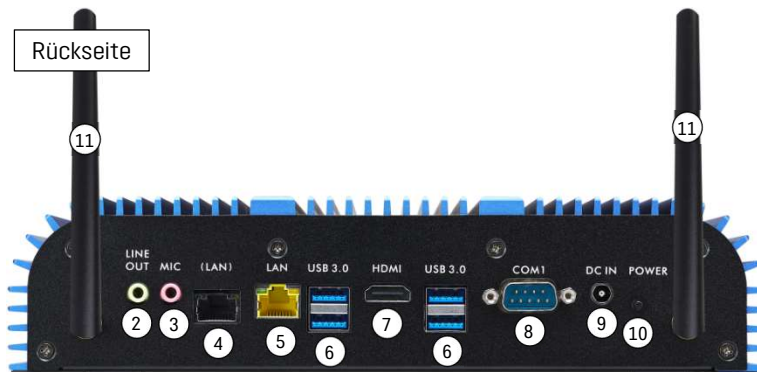 Rückseite
11
11
LINE
OUT MIC (LAN) LAN USB 3.0 HDMI USB 3.0 COM1 DC IN POWER
2 3 4 5 6 7 6 8 9 10